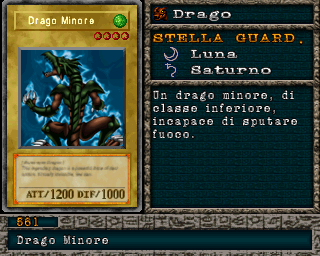 Drago Minore
ATT/1200 DIF/1000
Drago
STELLA GUARD.
Luna
Saturno
Un drago minore, di
classe inferiore,
incapace di sputare
fuoco.
561
Drago Minore